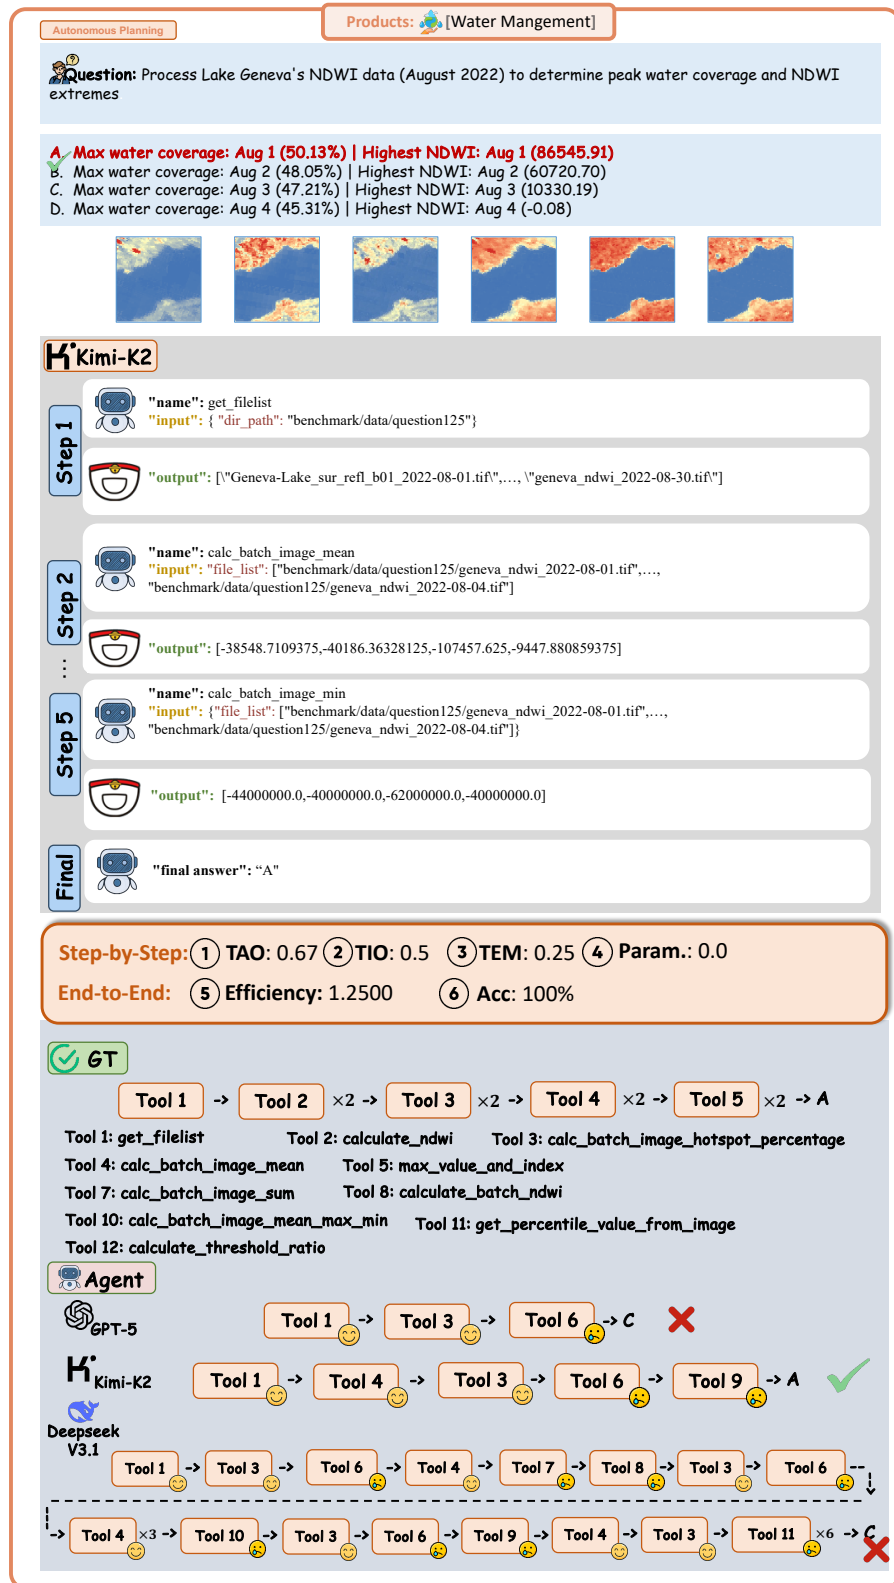 Products: [Water Mangement]
Autonomous Planning
Question: Process Lake Geneva's NDWI data (August 2022) to determine peak water coverage and NDWI
extremes
A. Max water coverage: Aug 1 (50.13%) | Highest NDWI: Aug 1 (86545.91)
B. Max water coverage: Aug 2 (48.05%) | Highest NDWI: Aug 2 (60720.70)
C. Max water coverage: Aug 3 (47.21%) | Highest NDWI: Aug 3 (10330.19)
D. Max water coverage: Aug 4 (45.31%) | Highest NDWI: Aug 4 (-0.08)
Kimi-K2
Step 1
"name": get_filelist
"input": { "dir_path": "benchmark/data/question125"}
"output": [\"Geneva-Lake_sur_refl_b01_2022-08-01.tif\",…, \"geneva_ndwi_2022-08-30.tif\"]
Step 2
"name": calc_batch_image_mean
"input": "file_list": ["benchmark/data/question125/geneva_ndwi_2022-08-01.tif",…,
"benchmark/data/question125/geneva_ndwi_2022-08-04.tif"]
"output": [-38548.7109375,-40186.36328125,-107457.625,-9447.880859375]
...
Step 5
"name": calc_batch_image_min
"input": {"file_list": ["benchmark/data/question125/geneva_ndwi_2022-08-01.tif",…,
"benchmark/data/question125/geneva_ndwi_2022-08-04.tif"]}
"output": [-44000000.0,-40000000.0,-62000000.0,-40000000.0]
Final
"final answer": “A"
Step-by-Step: 1 TAO: 0.67 2 TIO: 0.5 3 TEM: 0.25 4 Param.: 0.0
End-to-End: 5 Efficiency: 1.2500 6 Acc: 100%
GT
Tool 1 -> Tool 2 ×2 -> Tool 3 ×2 -> Tool 4 ×2 -> Tool 5 ×2 -> A
Tool 1: get_filelist Tool 2: calculate_ndwi Tool 3: calc_batch_image_hotspot_percentage
Tool 4: calc_batch_image_mean Tool 5: max_value_and_index
Tool 7: calc_batch_image_sum Tool 8: calculate_batch_ndwi
Tool 10: calc_batch_image_mean_max_min Tool 11: get_percentile_value_from_image
Tool 12: calculate_threshold_ratio
Agent
GPT-5
Tool 1 -> Tool 3 -> Tool 6 -> C
Kimi-K2
Tool 1 -> Tool 4 -> Tool 3 -> Tool 6 -> Tool 9 -> A
Deepseek
V3.1
Tool 1 -> Tool 3 -> Tool 6 -> Tool 4 -> Tool 7 -> Tool 8 -> Tool 3 -> Tool 6
-> Tool 4 ×3 -> Tool 10 -> Tool 3 -> Tool 6 -> Tool 9 -> Tool 4 -> Tool 3 -> Tool 11 ×6 -> C